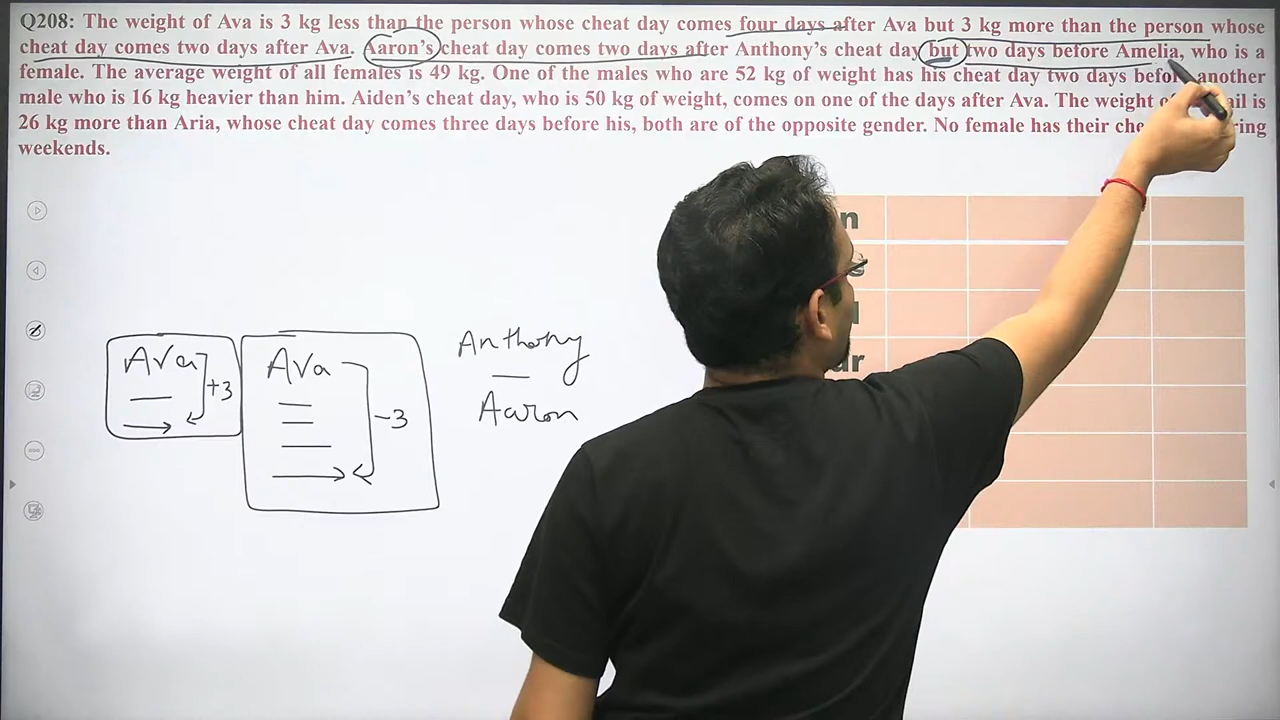 Q208: The weight of Ava is 3 kg less than the person whose cheat day comes four days after Ava but 3 kg more than the person whose
cheat day comes two days after Ava. Aaron's cheat day comes two days after Anthony's cheat day but two days before Amelia, who is a
female. The average weight of all females is 49 kg. One of the males who are 52 kg of weight has his cheat day two days before another
male who is 16 kg heavier than him. Aiden's cheat day, who is 50 kg of weight, comes on one of the days after Ava. The weight is
26 kg more than Aria, whose cheat day comes three days before his, both are of the opposite gender. No female has their
weekends.
Ava +3
Ava -3
Anthony
Aaron